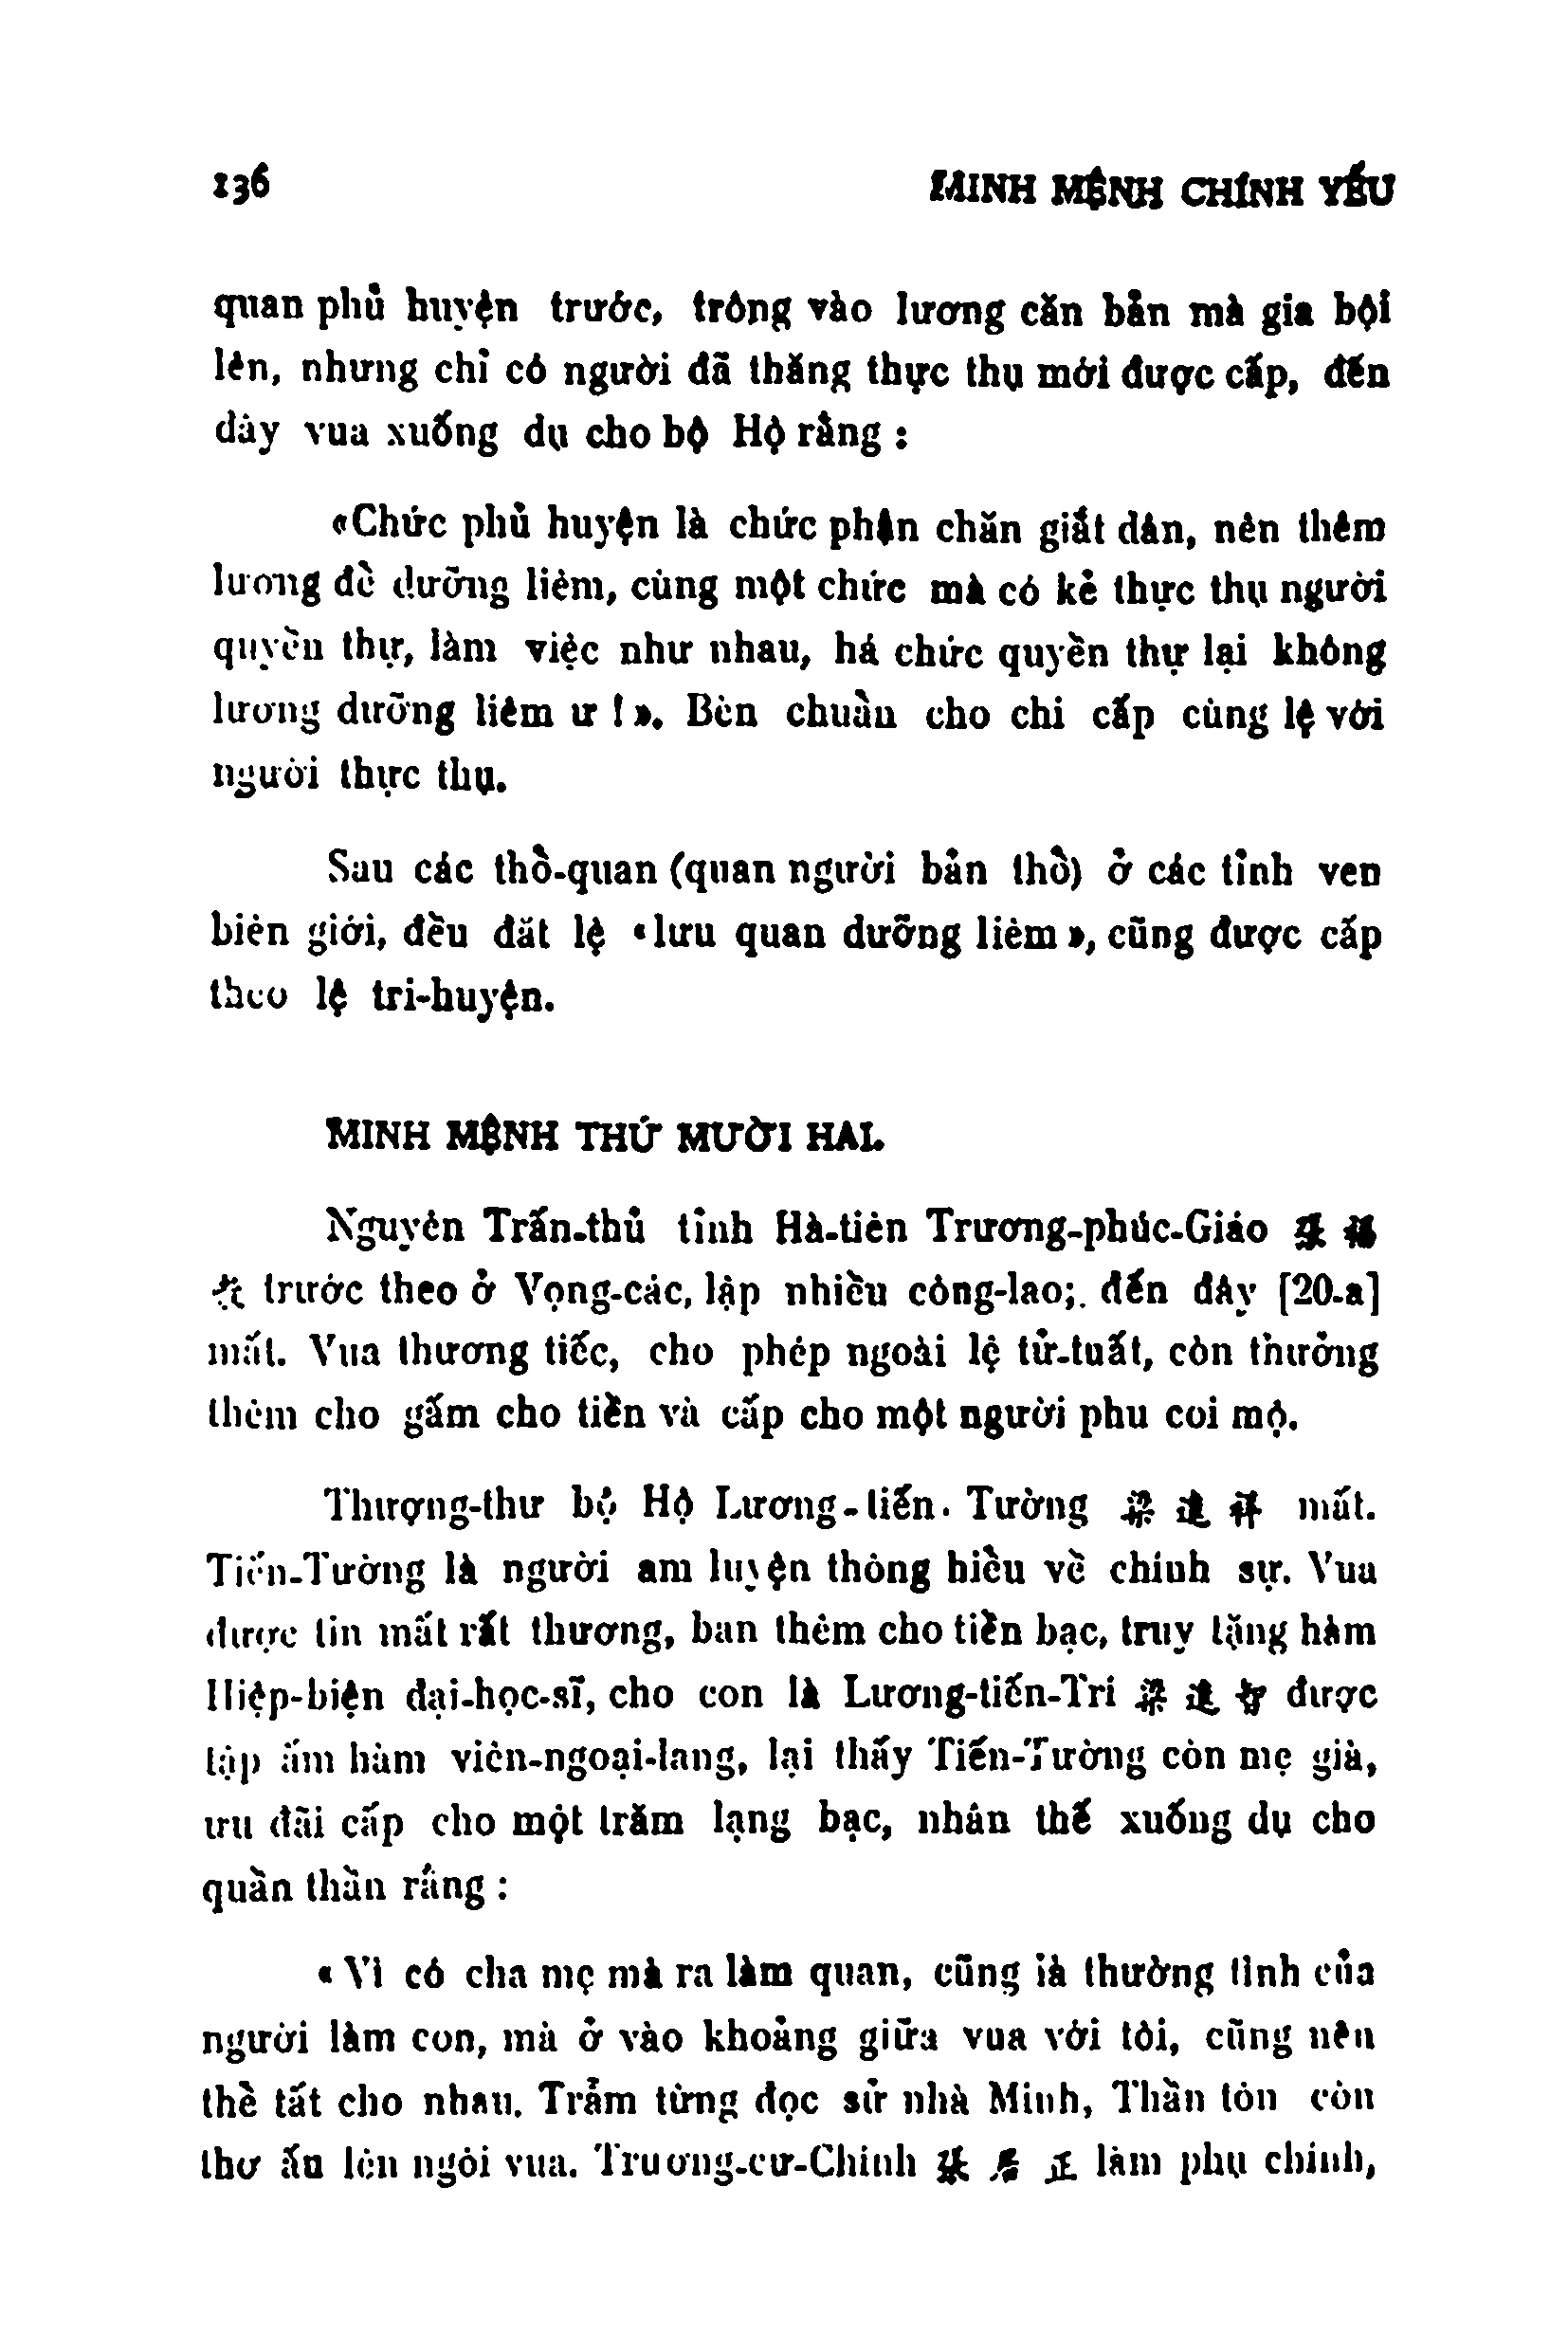 136 MINH MỆNH CHÍNH YẾU
quan phủ huyện trước, trông vào lương căn bản mà gia bội
lên, nhưng chỉ có người đã thăng thực thụ mới được cấp, đến
dây vua xuống dụ cho bộ Hộ rằng :
«Chức phủ huyện là chức phận chăn giắt dân, nên thêm
lương để dưỡng liêm, cùng một chức mà có kẻ thực thụ người
quyền thự, làm việc như nhau, há chức quyền thự lại không
lương dưỡng liêm ư ! ». Bèn chuẩn cho chi cấp cùng lệ với
người thực thụ.
Sau các thổ-quan (quan người bản thổ) ở các tỉnh ven
biên giới, đều đặt lệ «lưu quan dưỡng liêm», cũng được cấp
theo lệ tri-huyện.
MINH MỆNH THỨ MƯỜI HAI.
Nguyên Trấn-thủ tỉnh Hà-tiên Trương-phúc-Giáo 張 福
教 trước theo ở Vọng-các, lập nhiều công-lao;. đến đây [20-a]
mất. Vua thương tiếc, cho phép ngoài lệ tử-tuất, còn thưởng
thêm cho gấm cho tiền và cấp cho một người phu coi mộ.
Thượng-thư bộ Hộ Lương-tiến-Tường 梁 進 祥 mất.
Tiến-Tường là người am luyện thông hiểu về chính sự. Vua
được tin mất rất thương, ban thêm cho tiền bạc, truy tặng hàm
Hiệp-biện đại-học-sĩ, cho con là Lương-tiến-Trí 梁 進 智 được
tập ấm hàm viên-ngoại-lang, lại thấy Tiến-Tường còn mẹ già,
ưu đãi cấp cho một trăm lạng bạc, nhân thế xuống dụ cho
quần thần rằng :
« Vì có cha mẹ mà ra làm quan, cũng là thường tình của
người làm con, mà ở vào khoảng giữa vua với tôi, cũng nên
thể tất cho nhau. Trẫm từng đọc sử nhà Minh, Thần tôn còn
thơ ấu lên ngôi vua. Trương-cư-Chính 張 居 正 làm phụ chính,